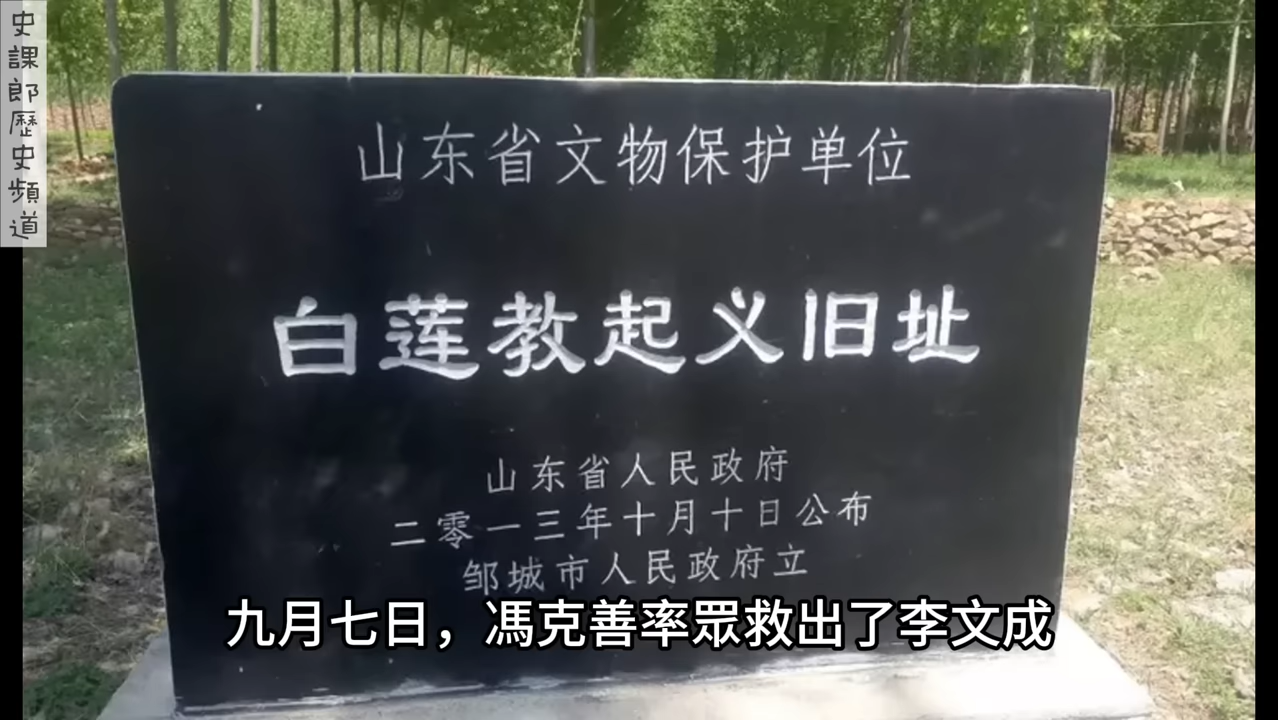 史課郎歷史頻道
山东省文物保护单位
白莲教起义旧址
山东省人民政府
二零一三年十月十日公布
邹城市人民政府立
九月七日，馮克善率眾救出了李文成